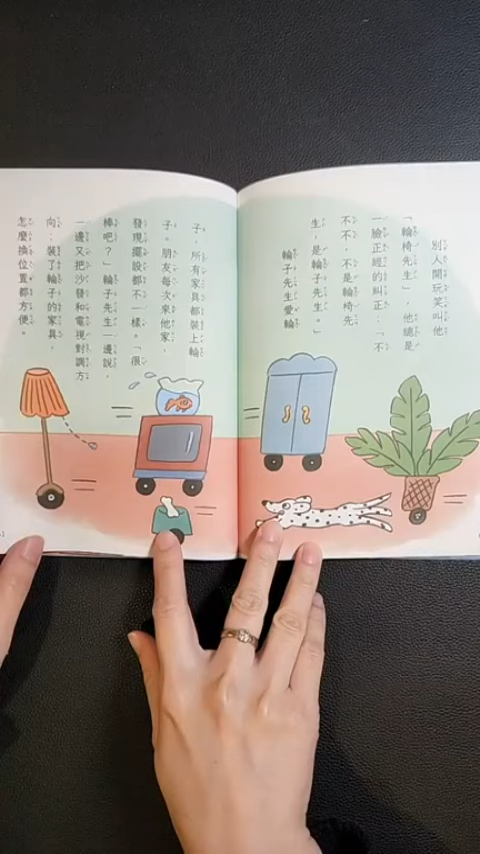 別人開玩笑叫他
「輪椅先生」，他總是
一臉正經的糾正：「不
不不，不是輪椅先
生，是輪子先生。」
輪子先生愛輪
子，所有家具都裝上輪
子。朋友每次來他家，
發現擺設都不一樣。「很
棒吧？」輪子先生一邊說，
一邊又把沙發和電視對調方
向：「裝了輪子的家具，
怎麼換位置都方便。